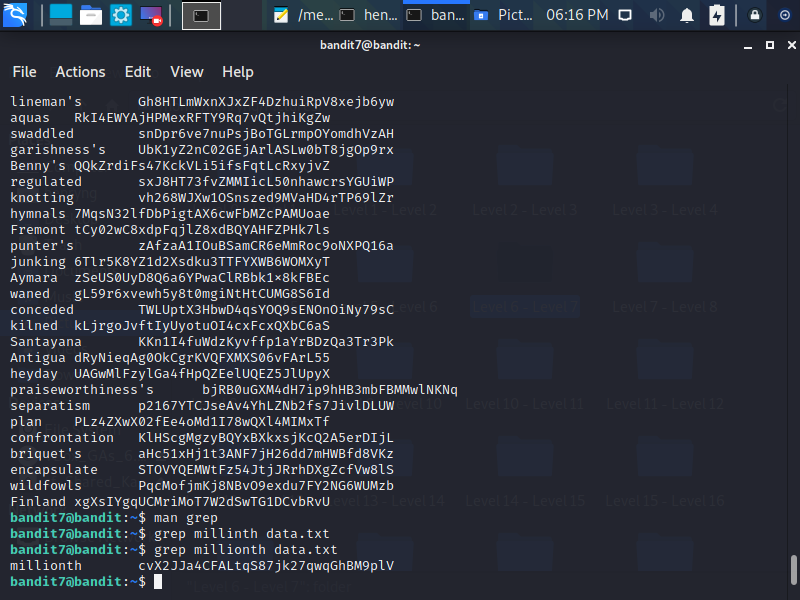 /me... hen... ban... Pict... 06:16 PM
bandit7@bandit: ~
File Actions Edit View Help
lineman's Gh8HTLmWxnXJxZF4DzhuiRpV8xejb6yw
aquas RkI4EWYAjHPMexRFTY9Rq7vQtjhiKgZw
swaddled snDpr6ve7nuPsjBoTGLrmpOYomdhVzAH
garishness's UbK1yZ2nC02GEjArlASLw0bT8jgOp9rx
Benny's QQkZrdiFs47KckVLi5ifsFqtLcRxyjvZ
regulated sxJ8HT73fvZMMIicL50nhawcrsYGUiWP
knotting vh268WJXw1OSnszed9MVaHD4rTP69lZr
hymnals 7MqsN32lfDbPigtAX6cwFbMZcPAMUoae
Fremont tCy02wC8xdpFqjlZ8xdBQYAHFZPHk7ls
punter's zAfzaA1IOuBSamCR6eMmRoc9oNXPQ16a
junking 6Tlr5K8YZ1d2Xsdku3TTFYXWB6WOMXyT
Aymara zSeUS0UyD8Q6a6YPwaClRBbk1×8kFBEc
waned gL59r6xvewh5y8t0mgiNtHtCUMG8S6Id
conceded TWLUptX3HbwD4qsYOQ9sENOnOiNy79sC
kilned kLjrgoJvftIyUyotuOI4cxFcxQXbC6aS
Santayana KKn1I4fuWdzKyvffp1aYrBDzQa3Tr3Pk
Antigua dRyNieqAg0OkCgrKVQFXMXS06vFArL55
heyday UAGwMlFzylGa4fHpQZEelUQEZ5JlUpyX
praiseworthiness's bjRB0uGXM4dH7ip9hHB3mbFBMMwlNKNq
separatism p2167YTCJseAv4YhLZNb2fs7JivlDLUW
plan PLz4ZXwX02fEe4oMd1I78wQXl4MIMxTf
confrontation KlHScgMgzyBQYxBXkxsjKcQ2A5erDIjL
briquet's aHc51xHj1t3ANF7jH26dd7mHWBfd8VKz
encapsulate STOVYQEMWtFz54JtjJRrhDXgZcfVw8lS
wildfowls PqcMofjmKj8NBvO9exdu7FY2NG6WUMzb
Finland xgXsIYgqUCMriMoT7W2dSwTG1DCvbRvU
bandit7@bandit:~$ man grep
bandit7@bandit:~$ grep millinth data.txt
bandit7@bandit:~$ grep millionth data.txt
millionth cvX2JJa4CFALtqS87jk27qwqGhBM9plV
bandit7@bandit:~$